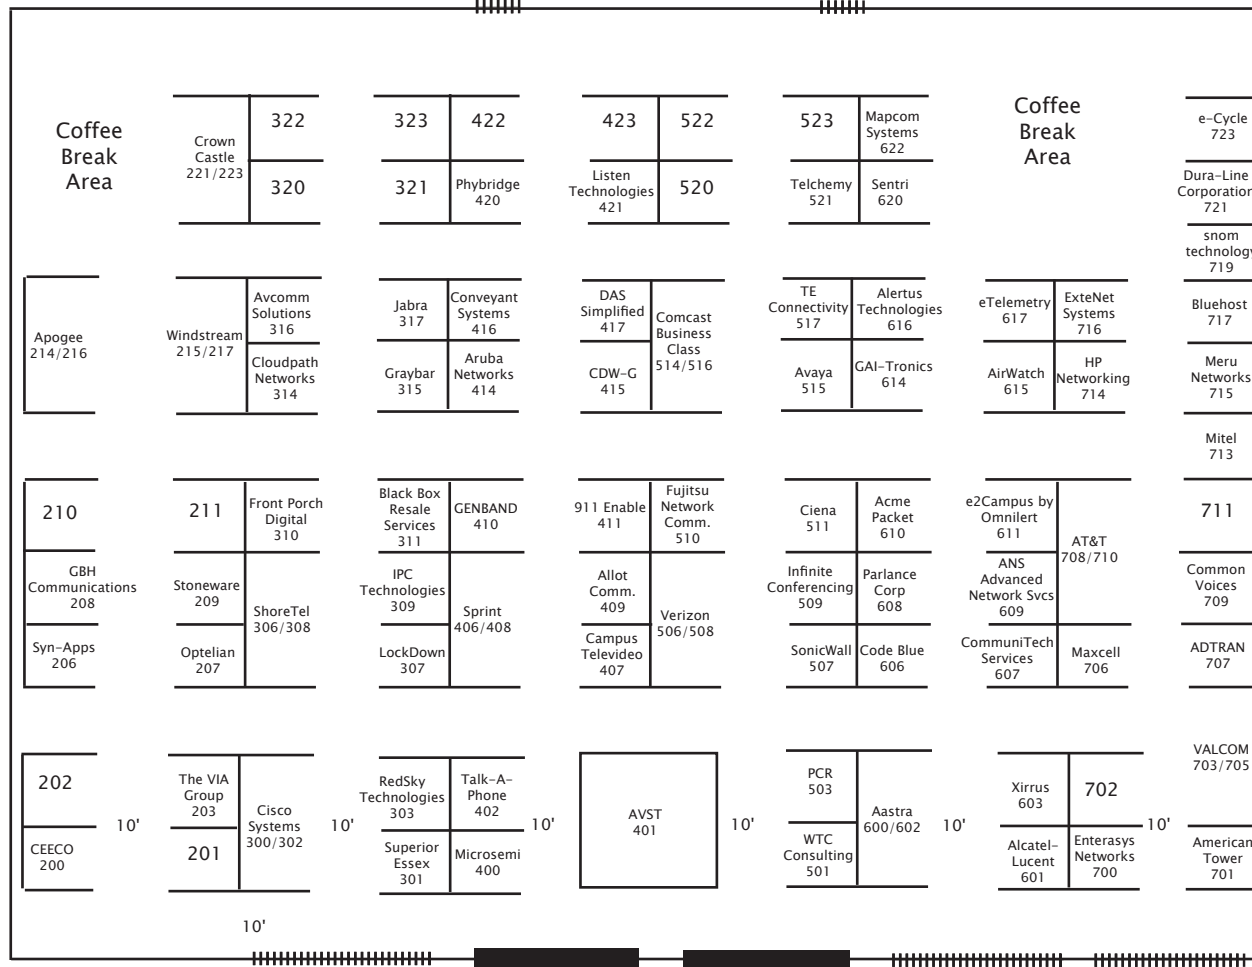 Coffee
Break
Area
Crown
Castle
221/223
322
320
323
422
321
Phybridge
420
423
522
Listen
Technologies
421
520
523
Mapcom
Systems
622
Telchemy
521
Sentri
620
Coffee
Break
Area
e-Cycle
723
Dura-Line
Corporation
721
snom
technology
719
Apogee
214/216
Windstream
215/217
Avcomm
Solutions
316
Cloudpath
Networks
314
Jabra
317
Conveyant
Systems
416
Graybar
315
Aruba
Networks
414
DAS
Simplified
417
CDW-G
415
Comcast
Business
Class
514/516
TE
Connectivity
517
Alertus
Technologies
616
Avaya
515
GAI-Tronics
614
eTelemetry
617
ExteNet
Systems
716
AirWatch
615
HP
Networking
714
Bluehost
717
Meru
Networks
715
Mitel
713
210
GBH
Communications
208
Syn-Apps
206
211
Front Porch
Digital
310
Stoneware
209
Optelian
207
ShoreTel
306/308
Black Box
Resale
Services
311
GENBAND
410
IPC
Technologies
309
LockDown
307
Sprint
406/408
911 Enable
411
Fujitsu
Network
Comm.
510
Allot
Comm.
409
Campus
Televideo
407
Verizon
506/508
Ciena
511
Acme
Packet
610
Infinite
Conferencing
509
Parlance
Corp
608
SonicWall
507
Code Blue
606
e2Campus by
Omnilert
611
ANS
Advanced
Network Svcs
609
AT&T
708/710
CommuniTech
Services
607
Maxcell
706
711
Common
Voices
709
ADTRAN
707
202
CEECO
200
10'
The VIA
Group
203
201
Cisco
Systems
300/302
10'
RedSky
Technologies
303
Talk-A-
Phone
402
Superior
Essex
301
Microsemi
400
10'
AVST
401
10'
PCR
503
WTC
Consulting
501
Aastra
600/602
10'
Xirrus
603
702
Alcatel-
Lucent
601
Enterasys
Networks
700
10'
VALCOM
703/705
American
Tower
701
10'